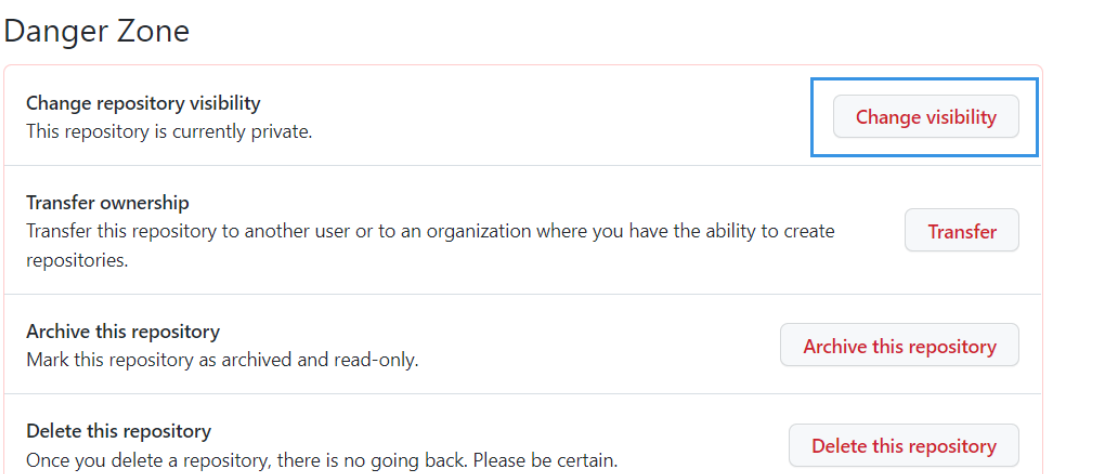 Danger Zone
Change repository visibility
This repository is currently private.
Change visibility
Transfer ownership
Transfer this repository to another user or to an organization where you have the ability to create
repositories.
Transfer
Archive this repository
Mark this repository as archived and read-only.
Archive this repository
Delete this repository
Once you delete a repository, there is no going back. Please be certain.
Delete this repository